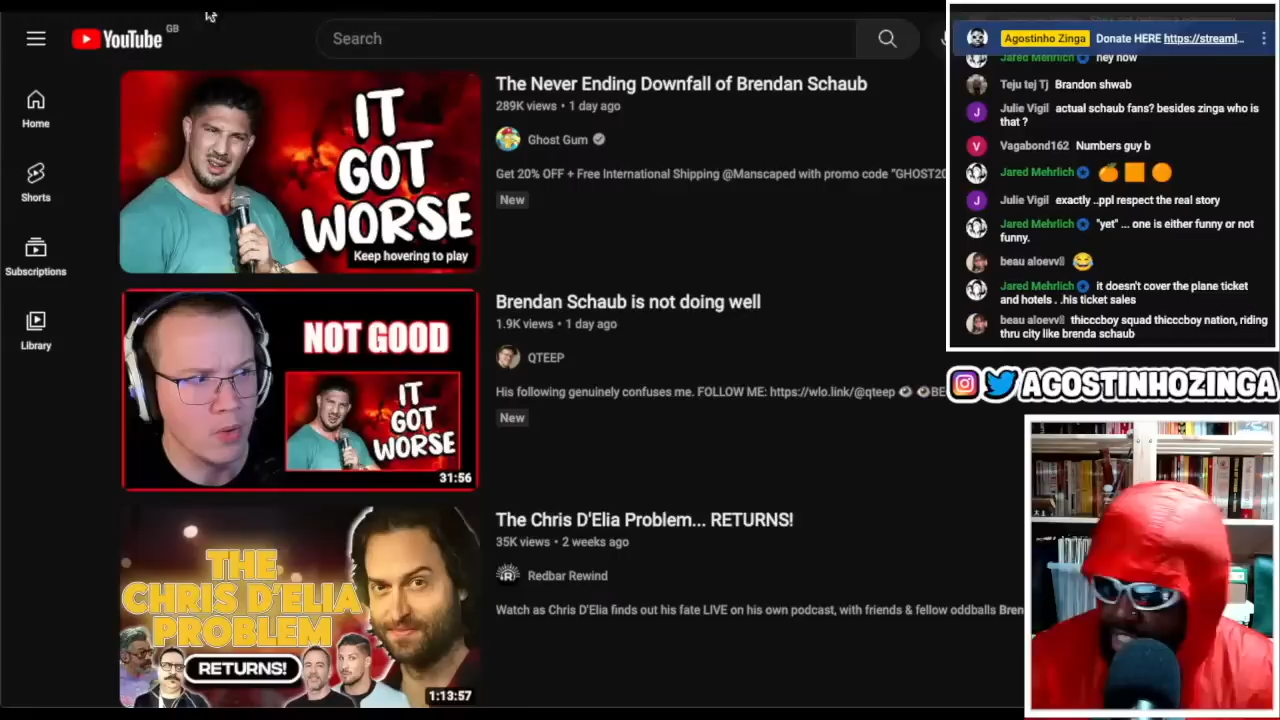 YouTube GB
Search
Home
Shorts
Subscriptions
Library
IT
GOT
WORSE
Keep hovering to play
The Never Ending Downfall of Brendan Schaub
289K views • 1 day ago
Ghost Gum
Get 20% OFF + Free International Shipping @Manscaped with promo code "GHOST20
New
NOT GOOD
IT
GOT
WORSE
31:56
Brendan Schaub is not doing well
1.9K views • 1 day ago
QTEEP
His following genuinely confuses me. FOLLOW ME: https://wlo.link/@qteep
New
THE
CHRIS D'ELIA
PROBLEM
RETURNS!
1:13:57
The Chris D'Elia Problem... RETURNS!
35K views • 2 weeks ago
Redbar Rewind
Watch as Chris D'Elia finds out his fate LIVE on his own podcast, with friends & fellow oddballs Bren
Agostinho Zinga Donate HERE https://streaml...
Jared Mehrlich hey now
Teju tej Tj Brandon shwab
Julie Vigil actual schaub fans? besides zinga who is
that ?
Vagabond162 Numbers guy b
Jared Mehrlich
Julie Vigil exactly ..ppl respect the real story
Jared Mehrlich "yet" ... one is either funny or not
funny.
beau aloevv
Jared Mehrlich it doesn't cover the plane ticket
and hotels . .his ticket sales
beau aloevv thicccboy squad thicccboy nation, riding
thru city like brenda schaub
AGOSTINHOZINGA